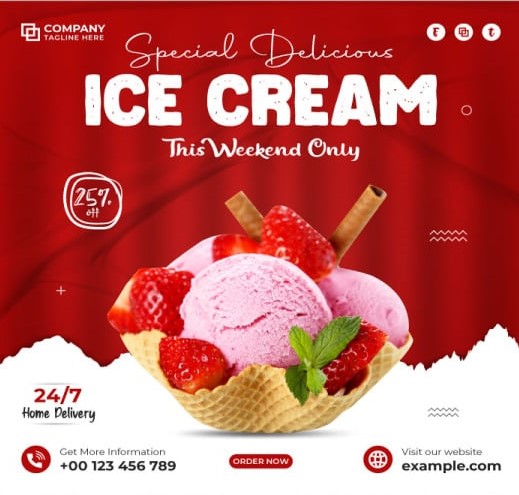 COMPANY
TAGLINE HERE
Special Delicious
ICE CREAM
This Weekend Only
25%
off
24/7
Home Delivery
Get More Information
+00 123 456 789
ORDER NOW
Visit our website
example.com